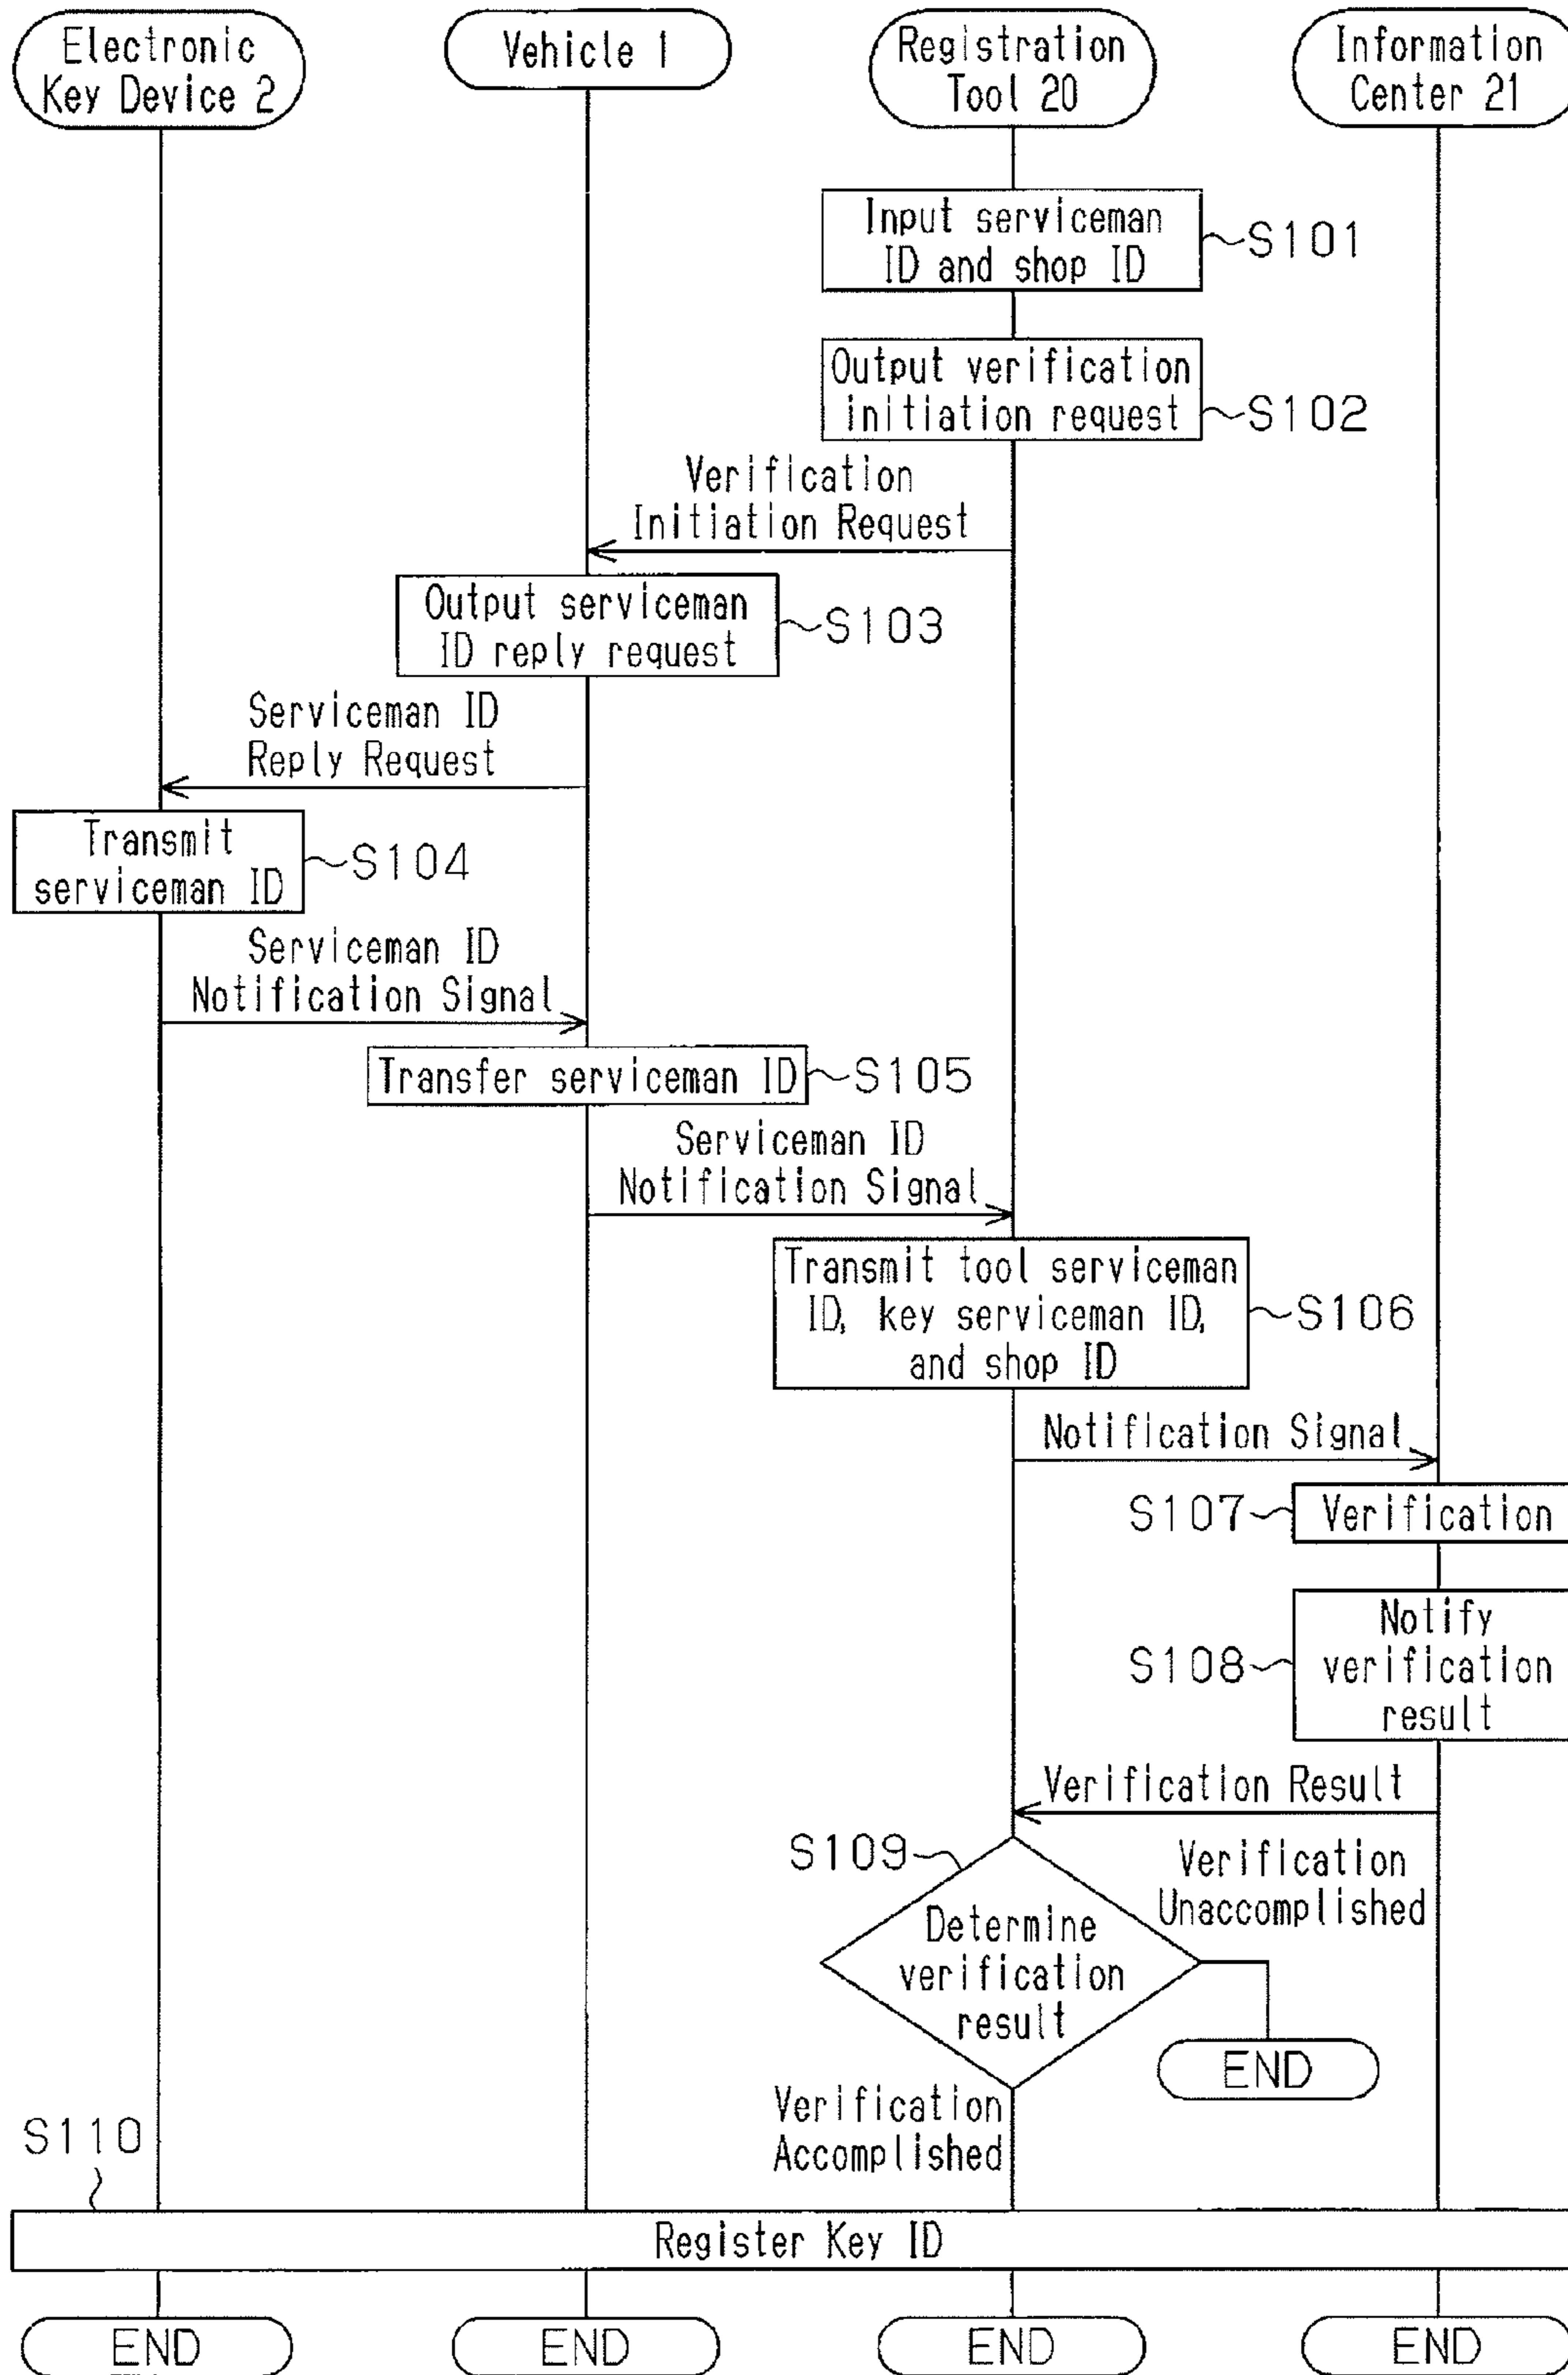 Electronic
Key Device 2
Vehicle 1
Registration
Tool 20
Information
Center 21
Input serviceman
ID and shop ID
S101
Output verification
initiation request
S102
Verification
Initiation Request
Output serviceman
ID reply request
S103
Serviceman ID
Reply Request
Transmit
serviceman ID
S104
Serviceman ID
Notification Signal
Transfer serviceman ID
S105
Serviceman ID
Notification Signal
Transmit tool serviceman
ID, key serviceman ID,
and shop ID
S106
Notification Signal
S107
Verification
S108
Notify
verification
result
Verification Result
S109
Determine
verification
result
Verification
Unaccomplished
END
Verification
Accomplished
S110
Register Key ID
END
END
END
END